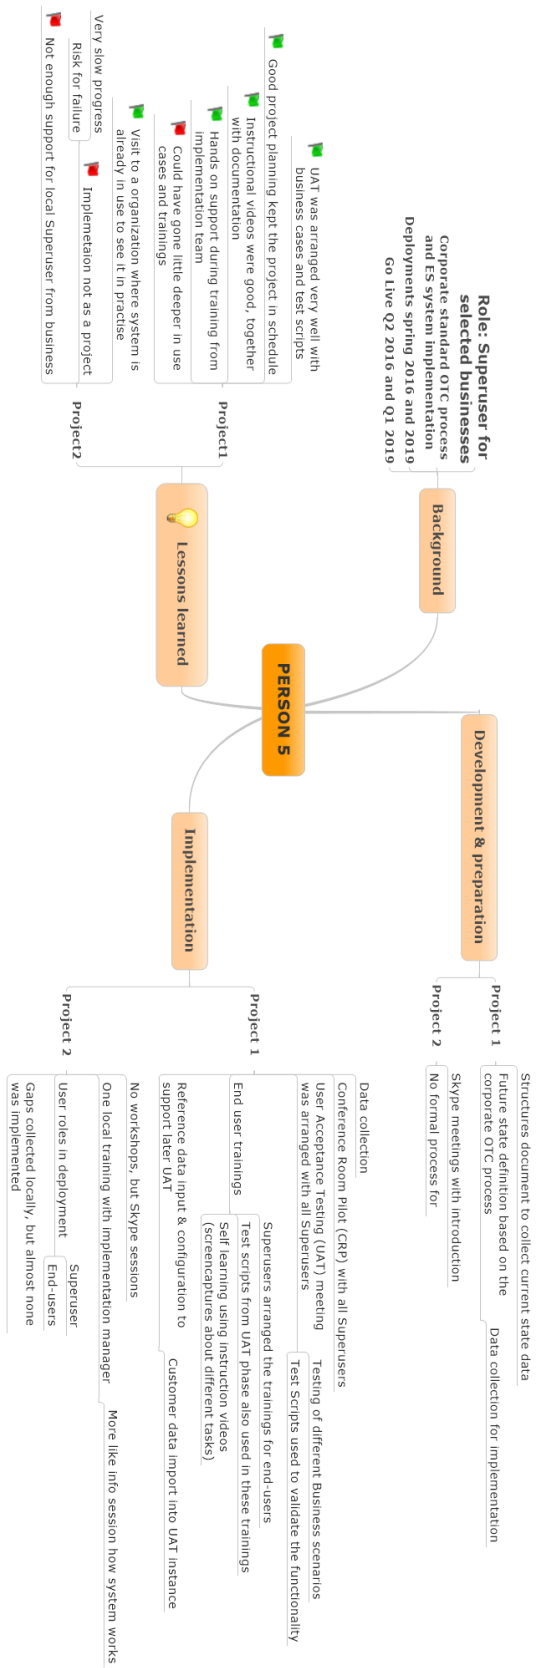 PERSON 5
Background
Role: Superuser for
selected businesses
Corporate standard OTC process
and ES system implementation
Deployments spring 2016 and 2019
Go Live Q2 2016 and Q1 2019
Lessons learned
Project1
UAT was arranged very well with
business cases and test scripts
Good project planning kept the project in schedule
Instructional videos were good, together
with documentation
Hands on support during training from
implementation team
Could have gone little deeper in use
cases and trainings
Project2
Visit to a organization where system is
already in use to see it in practise
Implemetaion not as a project
Very slow progress
Risk for failure
Not enough support for local Superuser from business
Development & preparation
Project 1
Structures document to collect current state data
Future state definition based on the
corporate OTC process
Data collection for implementation
Project 2
Skype meetings with introduction
No formal process for
Implementation
Project 1
Data collection
Conference Room Pilot (CRP) with all Superusers
User Acceptance Testing (UAT) meeting
was arranged with all Superusers
Testing of different Business scenarios
Test Scripts used to validate the functionality
End user trainings
Superusers arranged the trainings for end-users
Test scripts from UAT phase also used in these trainings
Self learning using instruction videos
(screencaptures about different tasks)
Reference data input & configuration to
support later UAT
Customer data import into UAT instance
Project 2
No workshops, but Skype sessions
One local training with implementation manager
More like info session how system works
User roles in deployment
Superuser
End-users
Gaps collected locally, but almost none
was implemented